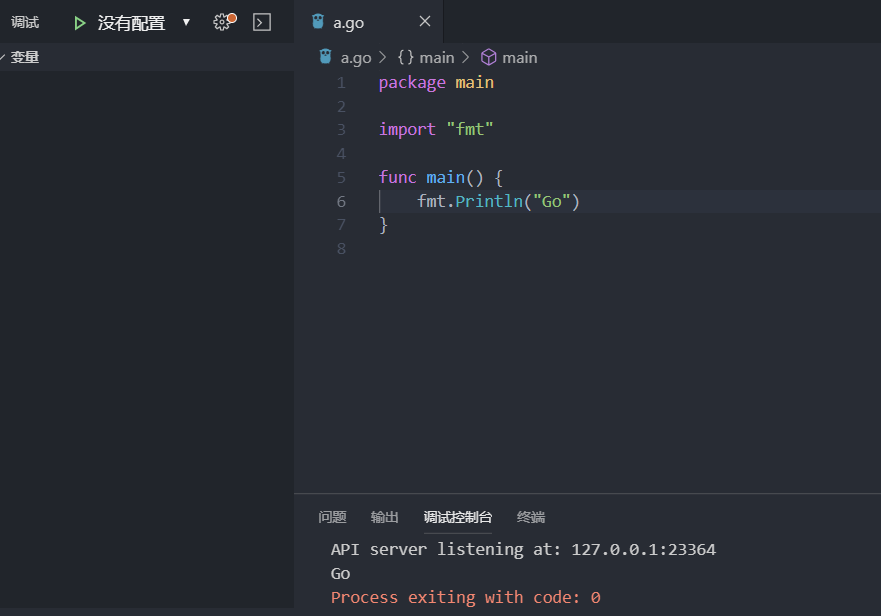 调试 没有配置
变量
a.go
a.go > {} main > main
1 package main
2
3 import "fmt"
4
5 func main() {
6     fmt.Println("Go")
7 }
8
问题 输出 调试控制台 终端
API server listening at: 127.0.0.1:23364
Go
Process exiting with code: 0